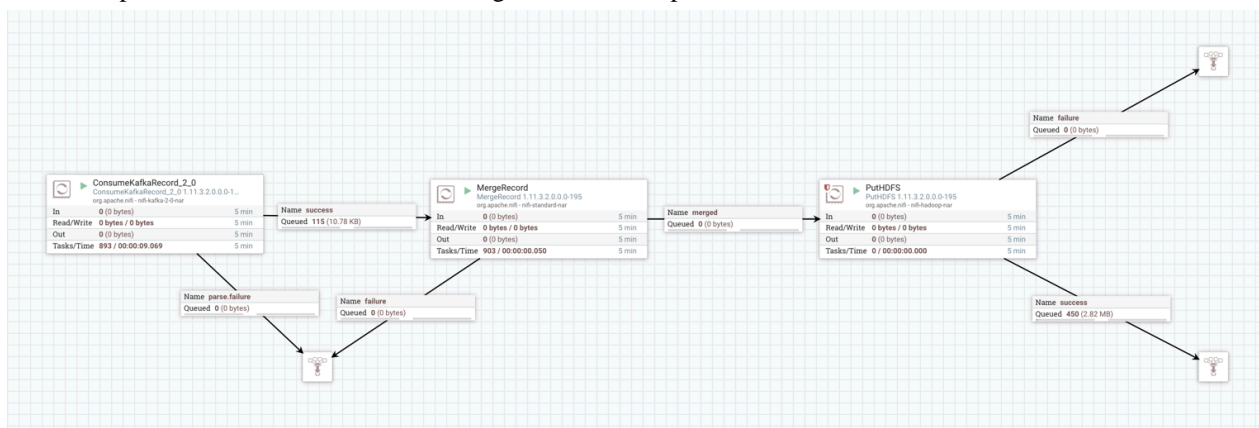 ConsumeKafkaRecord_2_0
ConsumeKafkaRecord_2_0 1.11.3.2.0.0.0-1...
org.apache.nifi - nifi-kafka-2-0-nar
In 0 (0 bytes) 5 min
Read/Write 0 bytes / 0 bytes 5 min
Out 0 (0 bytes) 5 min
Tasks/Time 893 / 00:00:09.069 5 min
Name success
Queued 115 (10.78 KB)
MergeRecord
MergeRecord 1.11.3.2.0.0.0-195
org.apache.nifi - nifi-standard-nar
In 0 (0 bytes) 5 min
Read/Write 0 bytes / 0 bytes 5 min
Out 0 (0 bytes) 5 min
Tasks/Time 903 / 00:00:00.050 5 min
Name merged
Queued 0 (0 bytes)
PutHDFS
PutHDFS 1.11.3.2.0.0.0-195
org.apache.nifi - nifi-hadoop-nar
In 0 (0 bytes) 5 min
Read/Write 0 bytes / 0 bytes 5 min
Out 0 (0 bytes) 5 min
Tasks/Time 0 / 00:00:00.000 5 min
Name failure
Queued 0 (0 bytes)
Name parse.failure
Queued 0 (0 bytes)
Name failure
Queued 0 (0 bytes)
Name success
Queued 450 (2.82 MB)